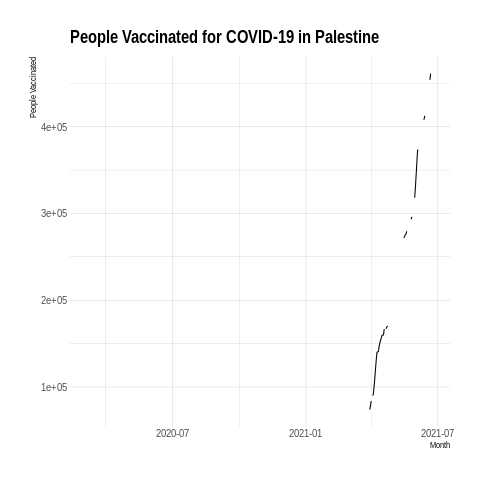 People Vaccinated for COVID-19 in Palestine
People Vaccinated
4e+05
3e+05
2e+05
1e+05
2020-07 2021-01 2021-07
Month